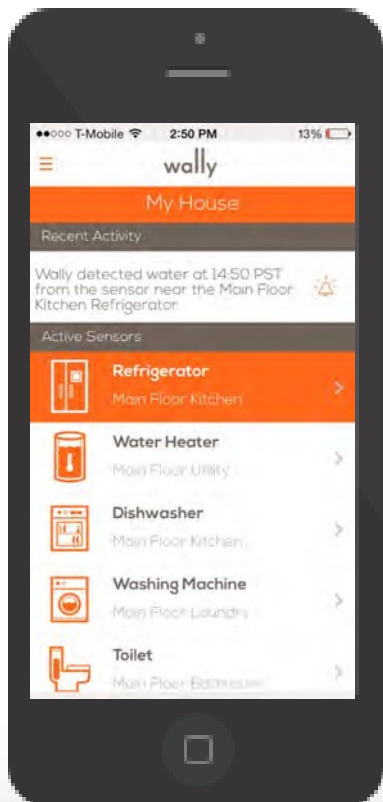 T-Mobile 2:50 PM 13%
wally
My House
Recent Activity
Wally detected water at 14:50 PST
from the sensor near the Main Floor
Kitchen Refrigerator
Active Sensors
Refrigerator
Main Floor Kitchen
Water Heater
Main Floor Utility
Dishwasher
Main Floor Kitchen
Washing Machine
Main Floor Laundry
Toilet
Main Floor